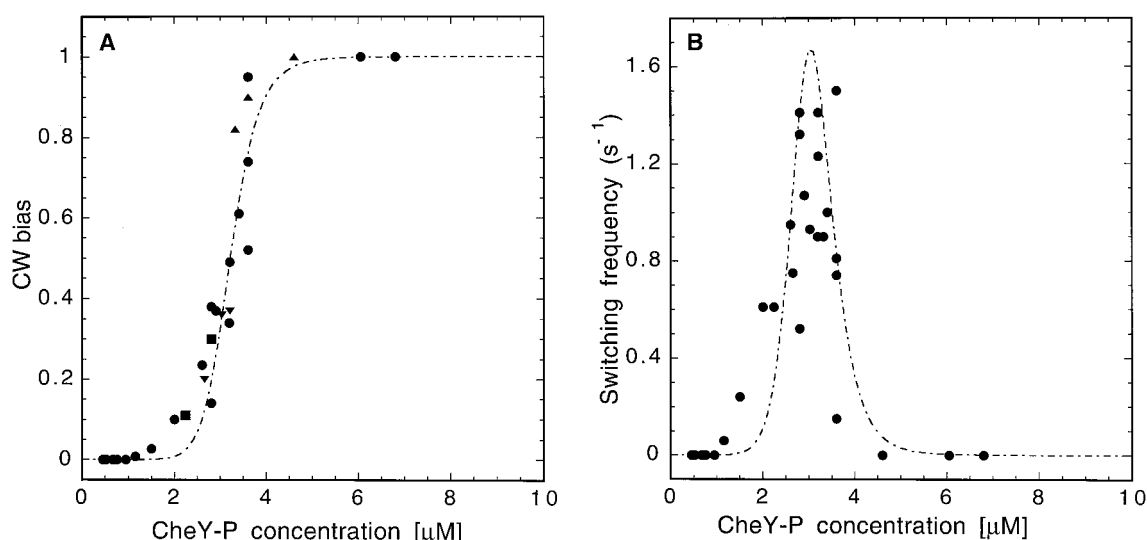 A
1
0.8
0.6
0.4
0.2
0
CW bias
0 2 4 6 8 10
CheY-P concentration [μM]
B
1.6
1.2
0.8
0.4
0
Switching frequency (s⁻¹)
0 2 4 6 8 10
CheY-P concentration [μM]